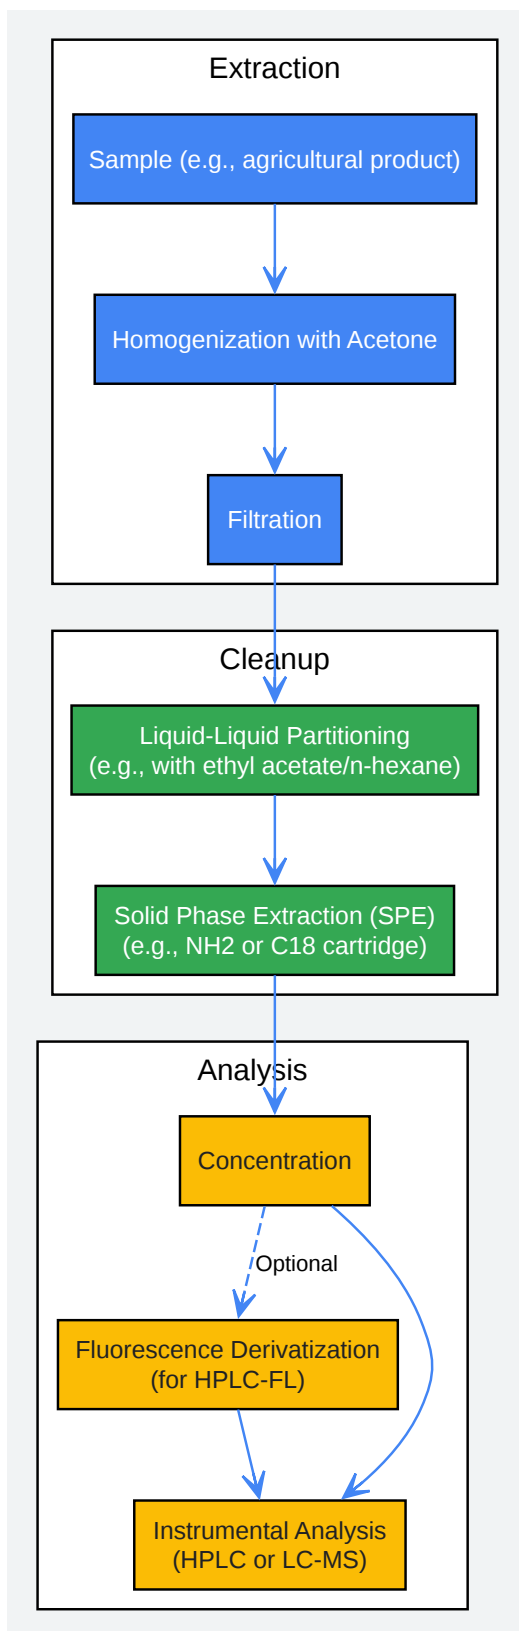 Extraction
Sample (e.g., agricultural product)
Homogenization with Acetone
Filtration
Cleanup
Liquid-Liquid Partitioning
(e.g., with ethyl acetate/n-hexane)
Solid Phase Extraction (SPE)
(e.g., NH2 or C18 cartridge)
Analysis
Concentration
Optional
Fluorescence Derivatization
(for HPLC-FL)
Instrumental Analysis
(HPLC or LC-MS)